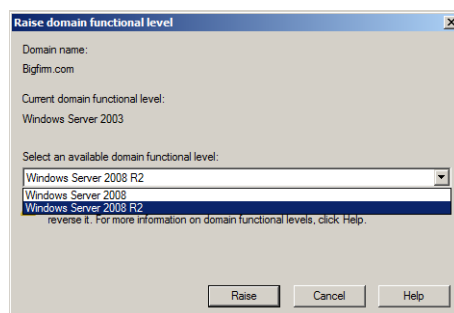 Raise domain functional level
Domain name:
Bigfirm.com
Current domain functional level:
Windows Server 2003
Select an available domain functional level:
Windows Server 2008 R2
Windows Server 2008
Windows Server 2008 R2
reverse it. For more information on domain functional levels, click Help.
Raise
Cancel
Help